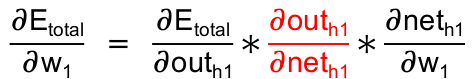 ∂E_total/∂w_1 = ∂E_total/∂out_h1 * ∂out_h1/∂net_h1 * ∂net_h1/∂w_1